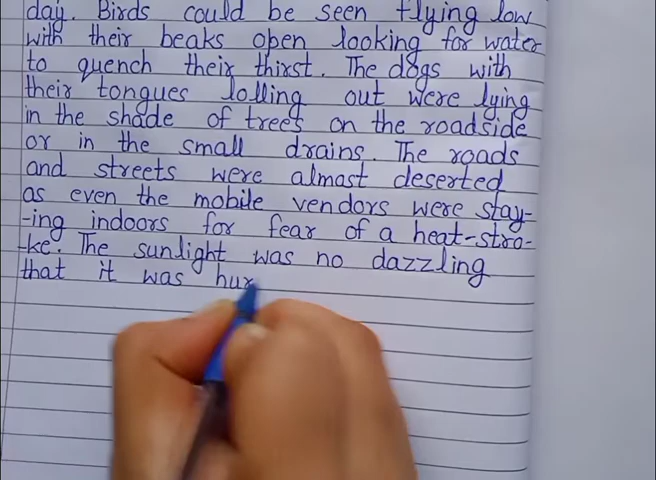 day. Birds could be seen flying low
with their beaks open looking for water
to quench their thirst. The dogs with
their tongues lolling out were lying
in the shade of trees on the roadside
or in the small drains. The roads
and streets were almost deserted
as even the mobile vendors were stay-
-ing indoors for fear of a heat-stro-
-ke. The sunlight was no dazzling
that it was hur